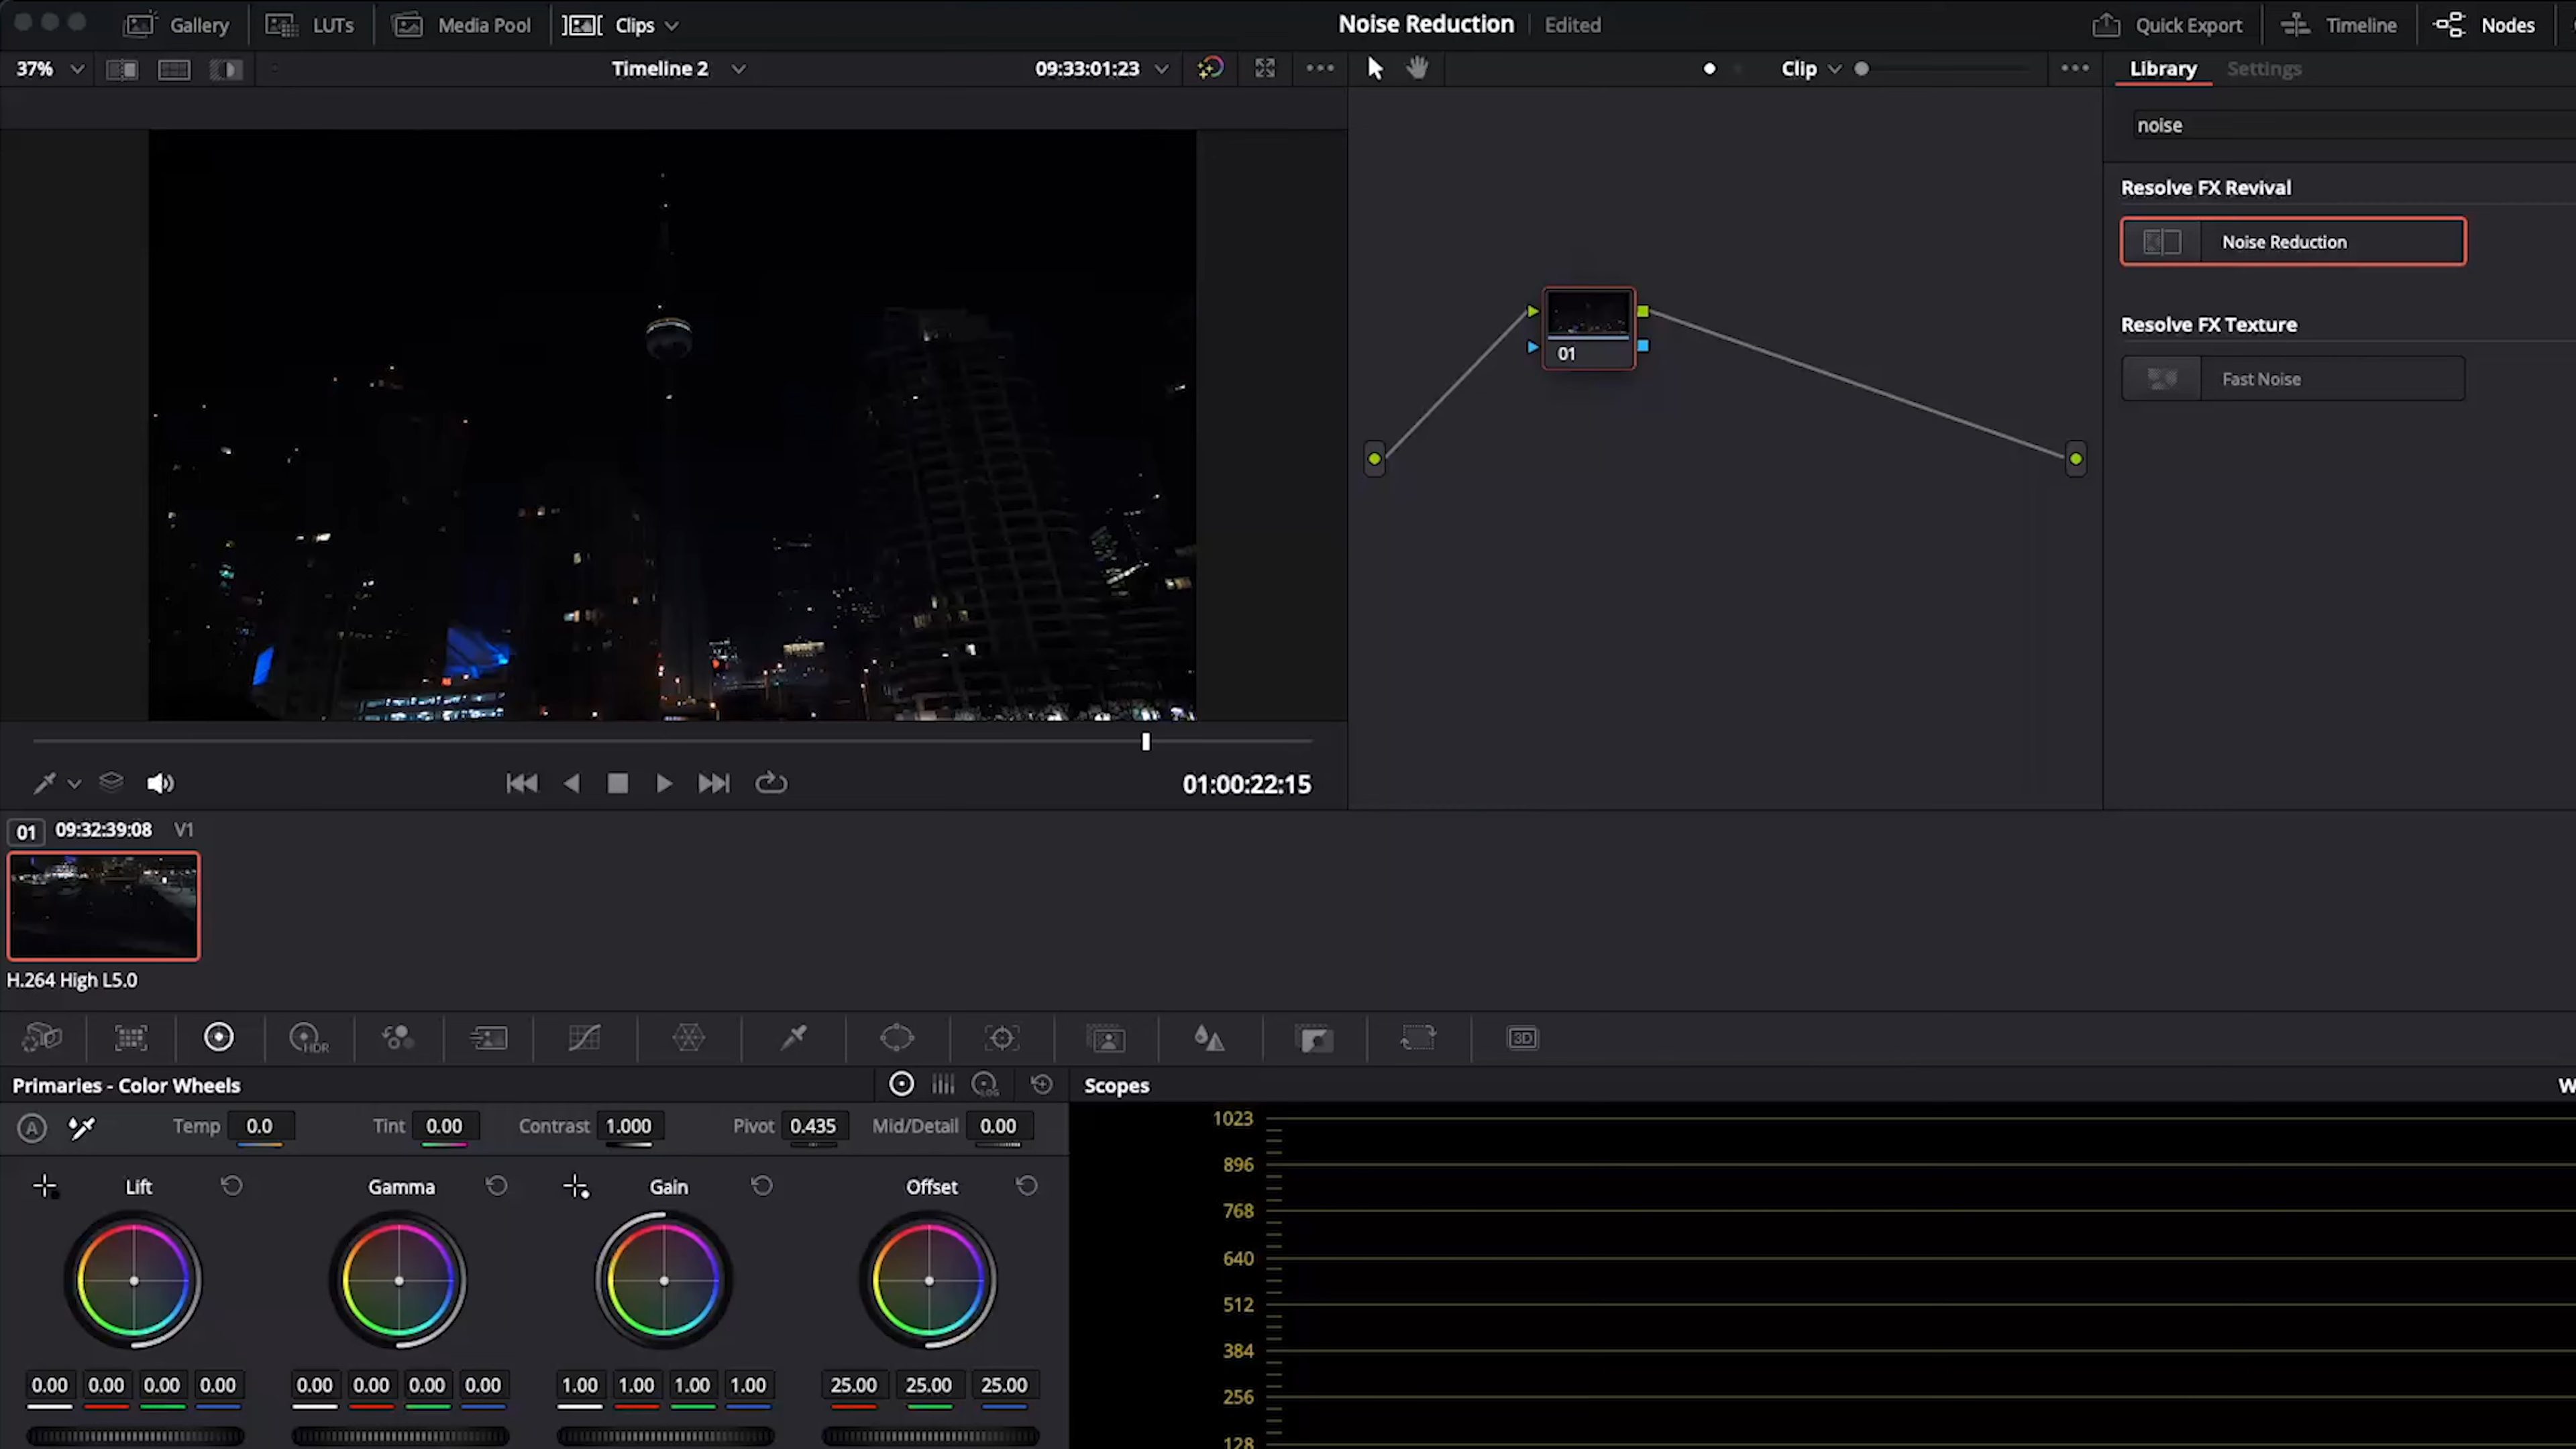 Gallery
LUTs
Media Pool
Clips
Noise Reduction
Edited
Quick Export
Timeline
Nodes
37%
Timeline 2
09:33:01:23
Clip
Library
Settings
noise
Resolve FX Revival
Noise Reduction
Resolve FX Texture
Fast Noise
01
01:00:22:15
01 09:32:39:08 V1
H.264 High L5.0
HDR
3D
Primaries - Color Wheels
LOG
Scopes
W
A
Temp 0.0
Tint 0.00
Contrast 1.000
Pivot 0.435
Mid/Detail 0.00
Lift
Gamma
Gain
Offset
0.00 0.00 0.00 0.00
0.00 0.00 0.00 0.00
1.00 1.00 1.00 1.00
25.00 25.00 25.00
1023
896
768
640
512
384
256
128